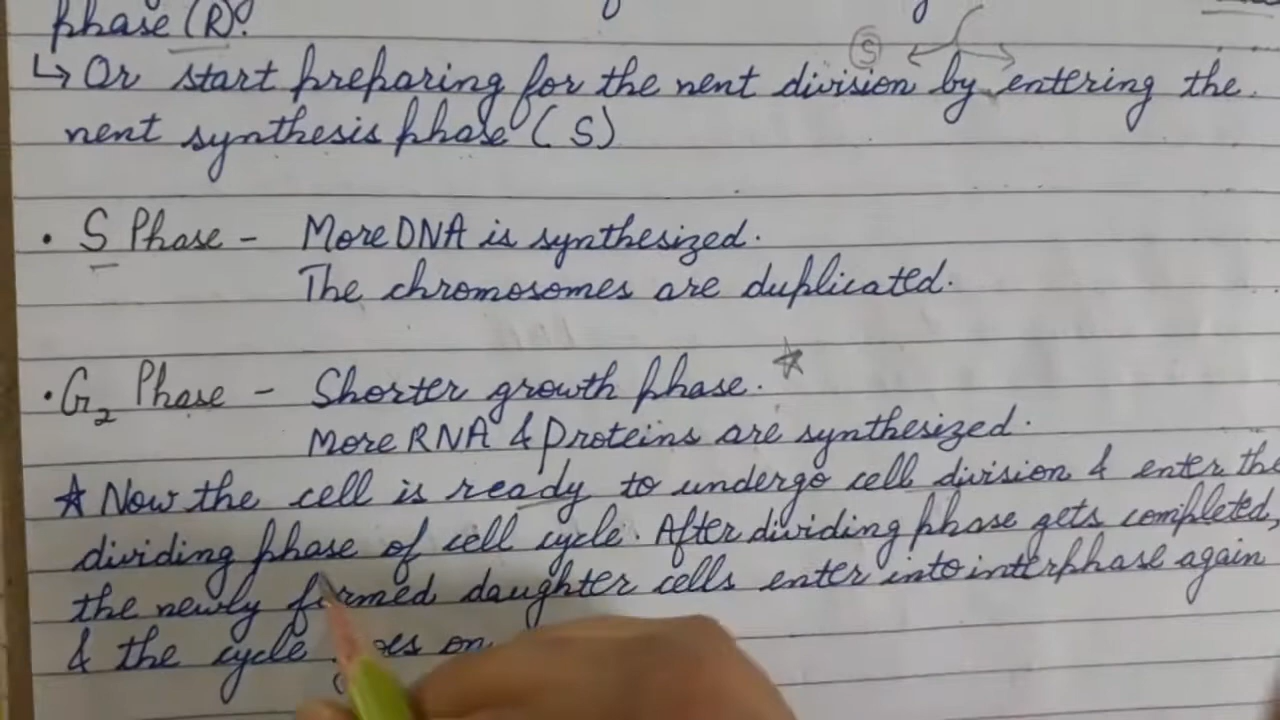 phase (R).
↳ Or start preparing for the nent division by entering the
nent synthesis phase (S)
S
• S Phase - More DNA is synthesized.
The chromosomes are duplicated.
• G₂ Phase - Shorter growth phase. ☆
More RNA & Proteins are synthesized.
☆ Now the cell is ready to undergo cell division & enter the
dividing phase of cell cycle. After dividing phase gets completed,
the newly formed daughter cells enter into interphase again
& the cycle goes on